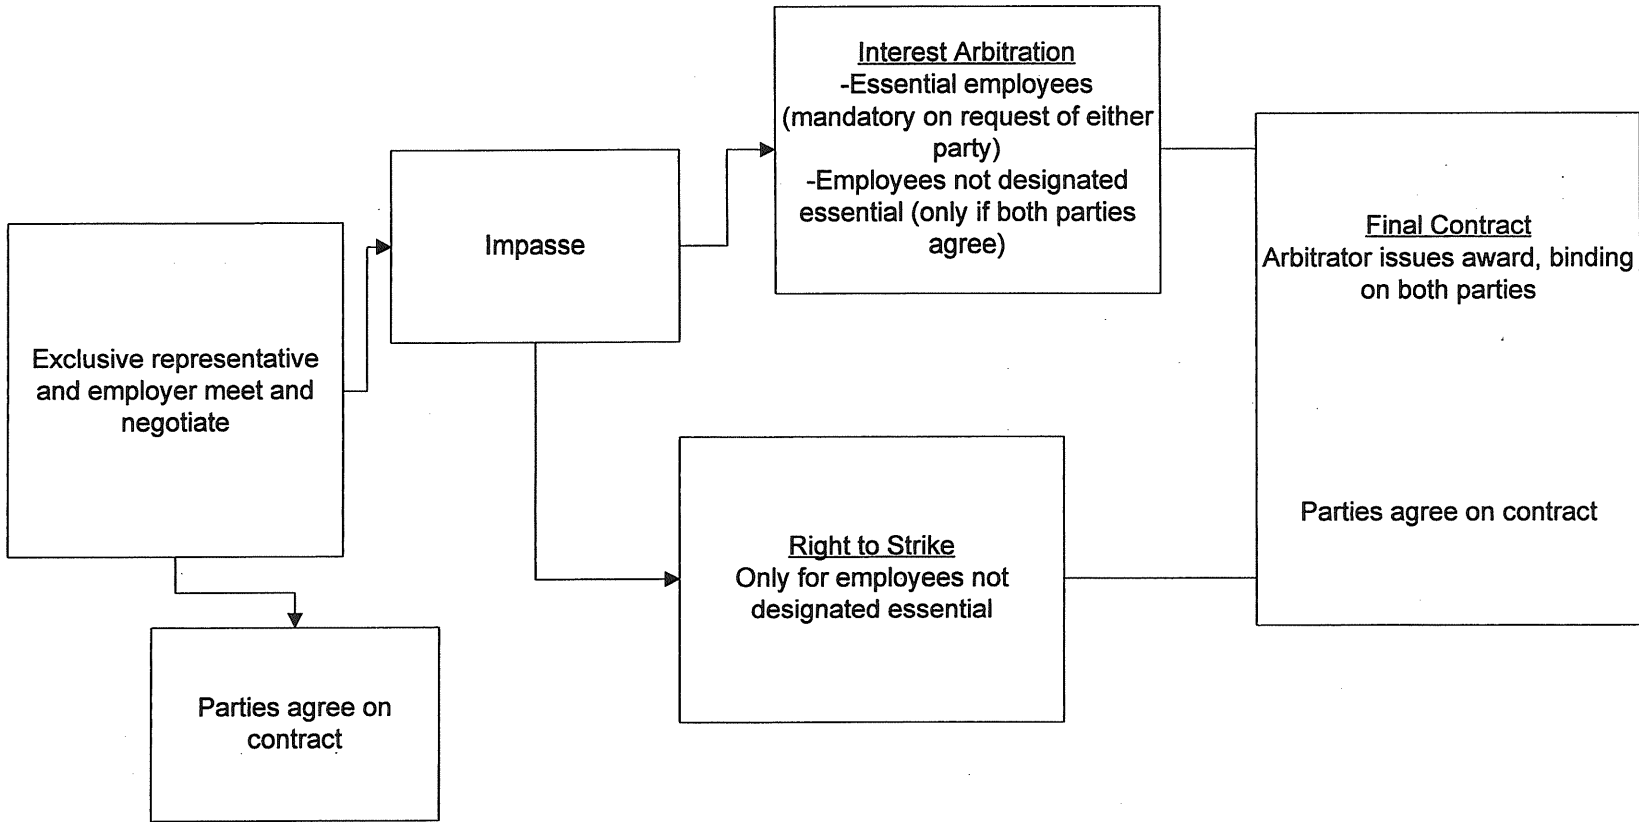 Exclusive representative
and employer meet and
negotiate
Parties agree on
contract
Impasse
Interest Arbitration
-Essential employees
(mandatory on request of either
party)
-Employees not designated
essential (only if both parties
agree)
Right to Strike
Only for employees not
designated essential
Final Contract
Arbitrator issues award, binding
on both parties
Parties agree on contract